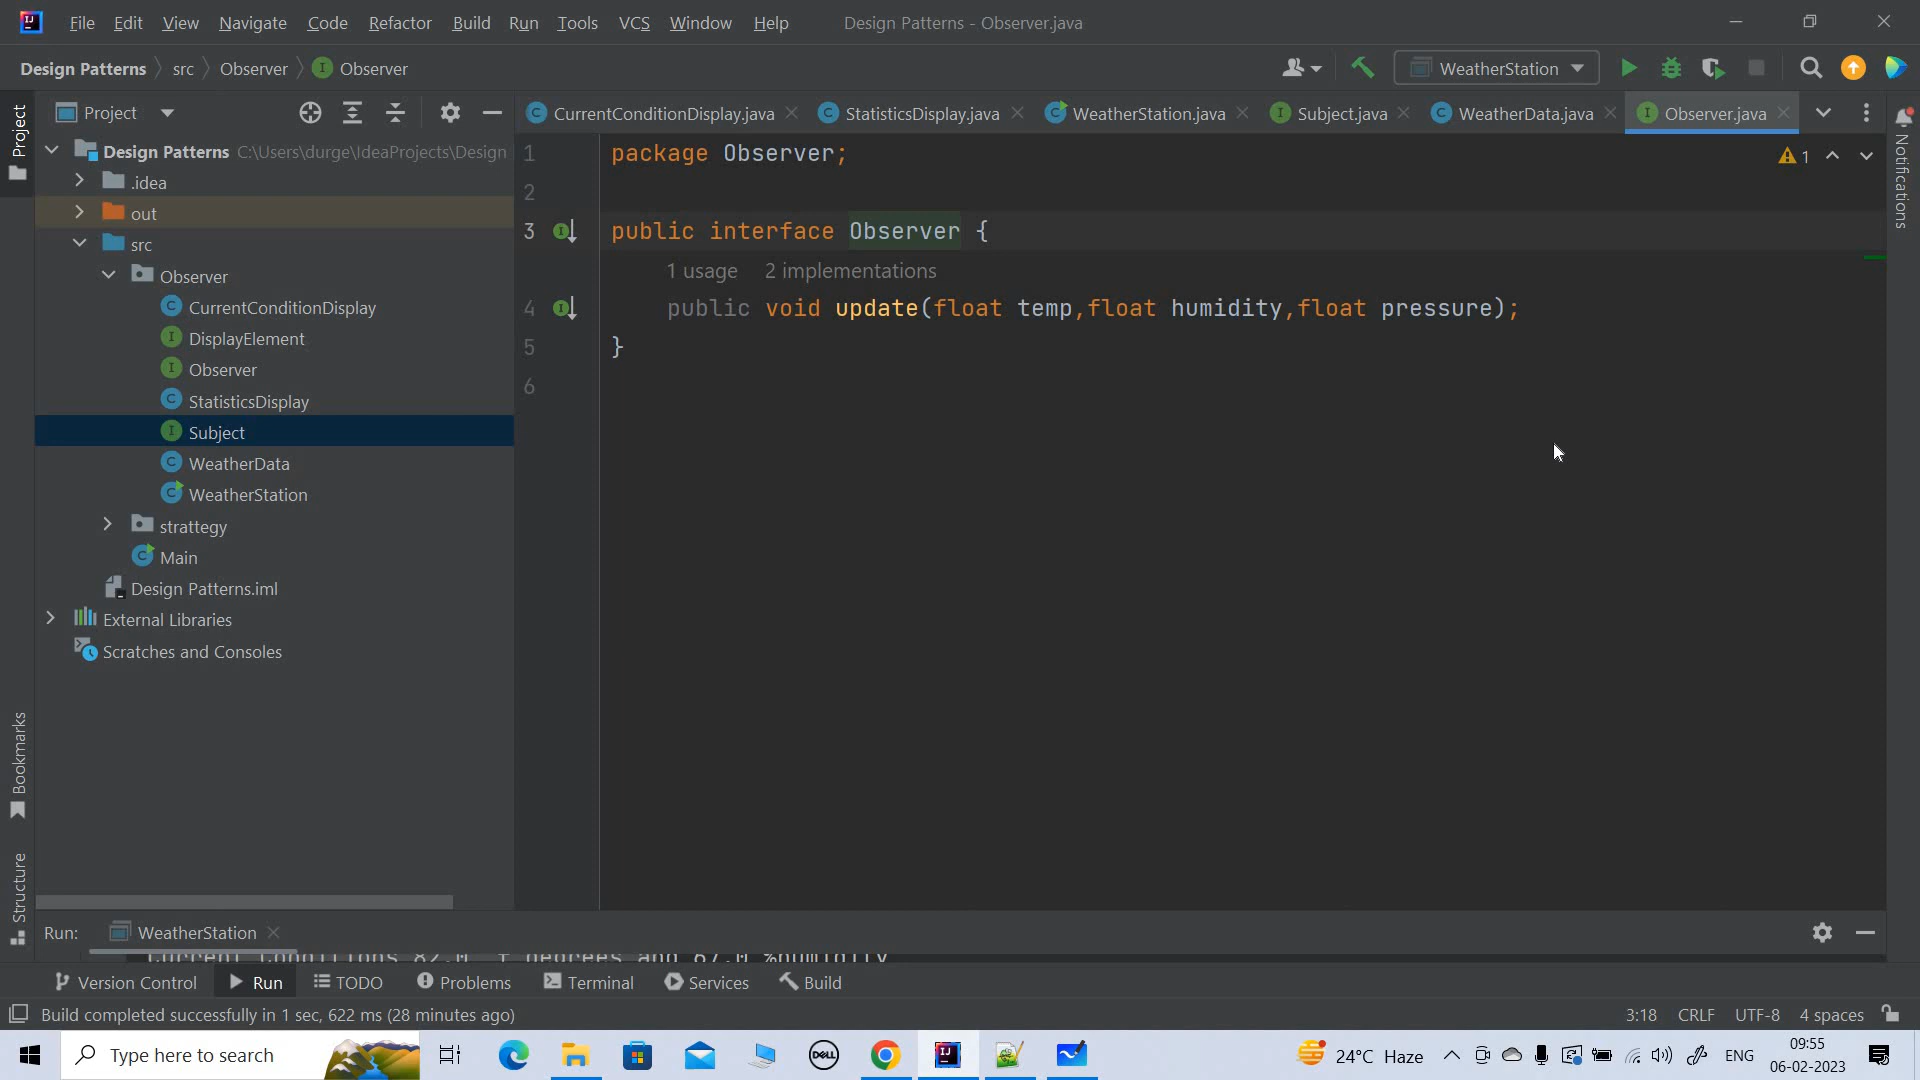 File Edit View Navigate Code Refactor Build Run Tools VCS Window Help Design Patterns - Observer.java
Design Patterns src Observer Observer
WeatherStation
Project
CurrentConditionDisplay.java StatisticsDisplay.java WeatherStation.java Subject.java WeatherData.java Observer.java
Project
Notifications
Bookmarks
Structure
Design Patterns C:\Users\durge\IdeaProjects\Design
.idea
out
src
Observer
CurrentConditionDisplay
DisplayElement
Observer
StatisticsDisplay
Subject
WeatherData
WeatherStation
strattegy
Main
Design Patterns.iml
External Libraries
Scratches and Consoles
1 package Observer;
1
2
3 public interface Observer {
1 usage 2 implementations
4 public void update(float temp,float humidity,float pressure);
5 }
6
Run: WeatherStation
Version Control Run TODO Problems Terminal Services Build
Build completed successfully in 1 sec, 622 ms (28 minutes ago) 3:18 CRLF UTF-8 4 spaces
Type here to search
DELL
24°C Haze
ENG
09:55
06-02-2023